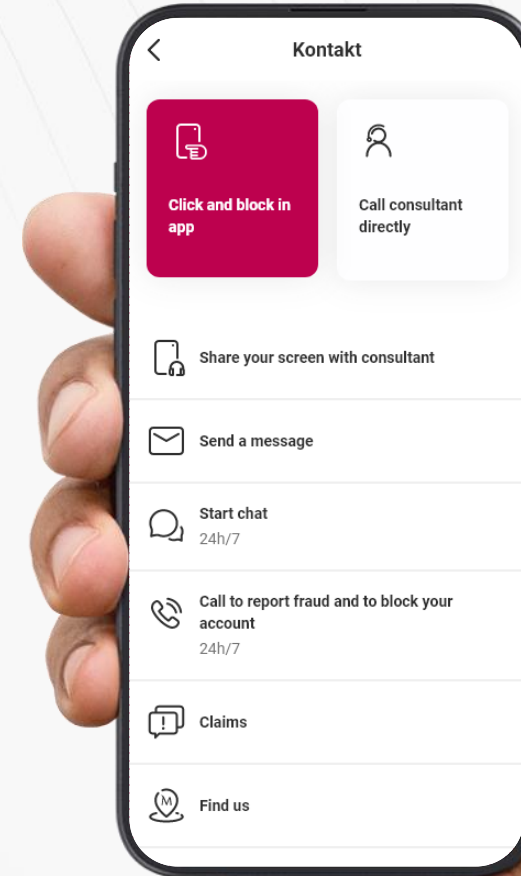 Kontakt
Click and block in
app
Call consultant
directly
Share your screen with consultant
Send a message
Start chat
24h/7
Call to report fraud and to block your
account
24h/7
Claims
M
Find us